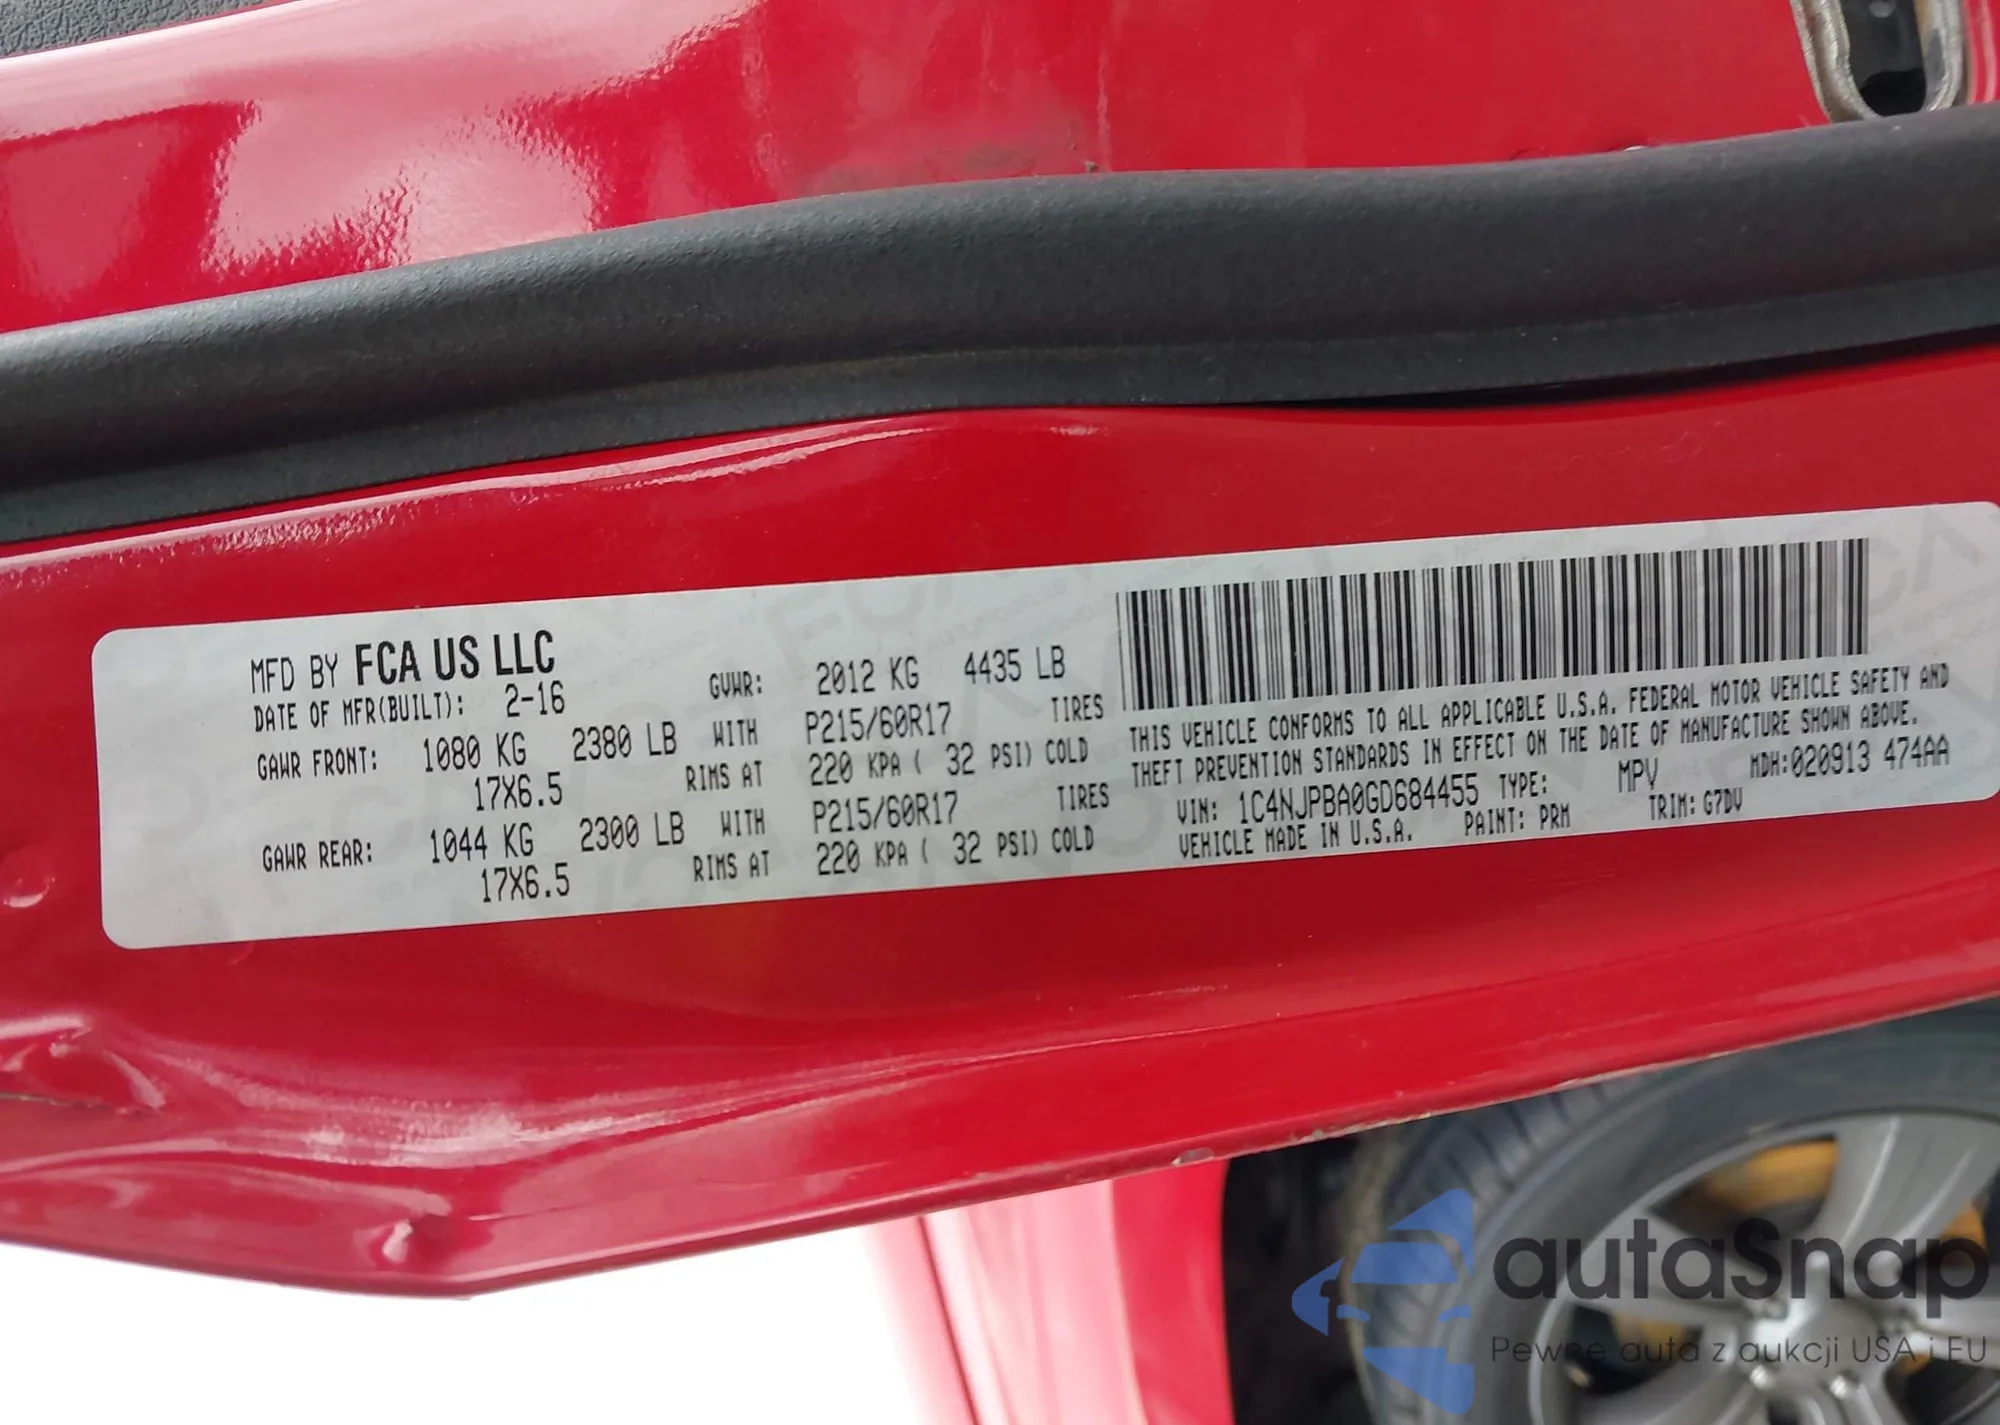 MFD BY FCA US LLC
DATE OF MFR(BUILT): 2-16 GVWR: 2012 KG 4435 LB
GAWR FRONT: 1080 KG 2380 LB WITH P215/60R17 TIRES
17X6.5 RIMS AT 220 KPA ( 32 PSI) COLD
GAWR REAR: 1044 KG 2300 LB WITH P215/60R17 TIRES
17X6.5 RIMS AT 220 KPA ( 32 PSI) COLD
THIS VEHICLE CONFORMS TO ALL APPLICABLE U.S.A. FEDERAL MOTOR VEHICLE SAFETY AND
THEFT PREVENTION STANDARDS IN EFFECT ON THE DATE OF MANUFACTURE SHOWN ABOVE.
VIN: 1C4NJPBA0GD684455 TYPE: MPV MDH:020913 474AA
VEHICLE MADE IN U.S.A. PAINT: PRM TRIM: G7DV
autaSnap
Pewne auta z aukcji USA i EU